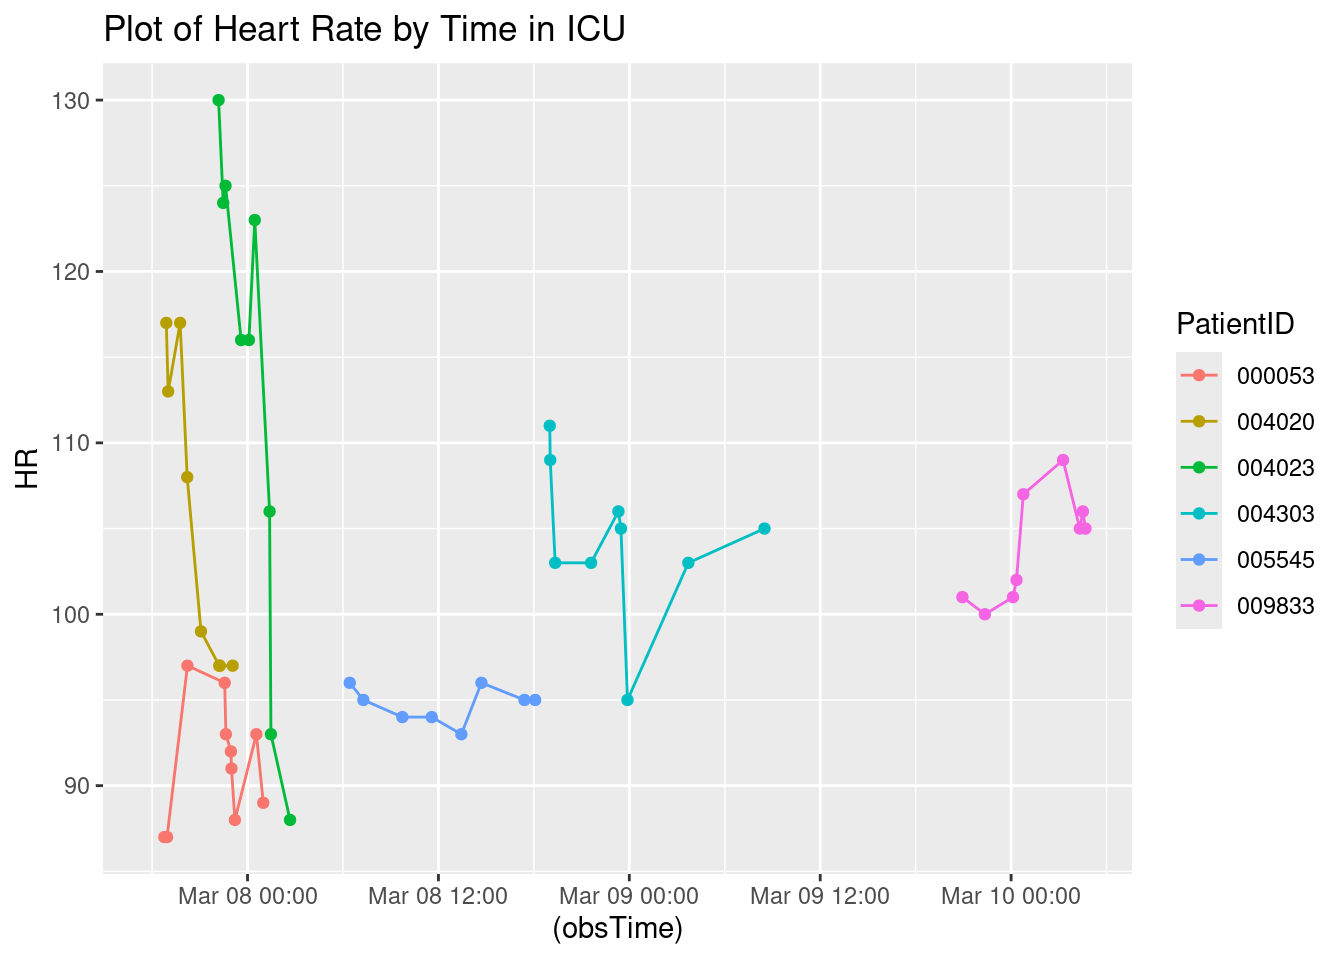 Plot of Heart Rate by Time in ICU
130
120
110
100
90
HR
Mar 08 00:00
Mar 08 12:00
Mar 09 00:00
Mar 09 12:00
Mar 10 00:00
(obsTime)
PatientID
000053
004020
004023
004303
005545
009833